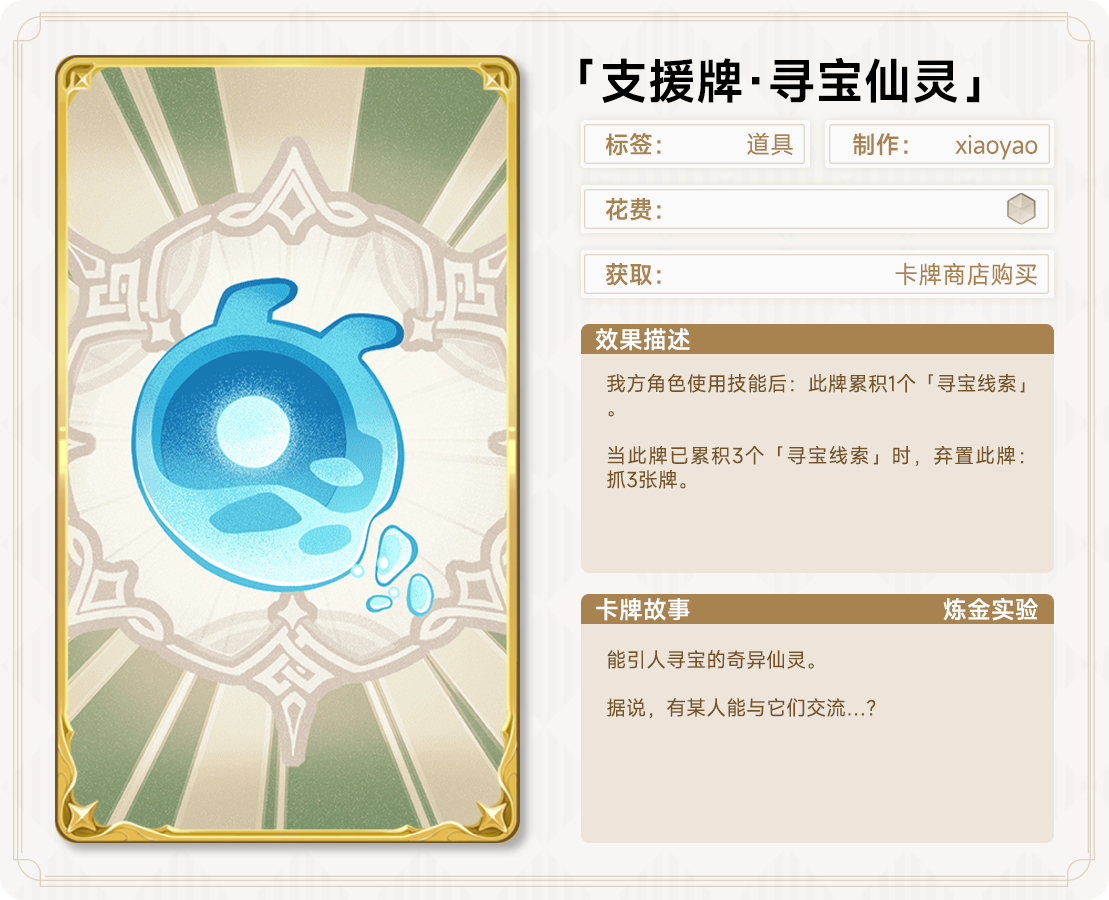 「支援牌·寻宝仙灵」
标签： 道具 制作： xiaoyao
花费：
获取： 卡牌商店购买
效果描述
我方角色使用技能后：此牌累积1个「寻宝线索」
。
当此牌已累积3个「寻宝线索」时，弃置此牌：
抓3张牌。
卡牌故事 炼金实验
能引人寻宝的奇异仙灵。
据说，有某人能与它们交流...？